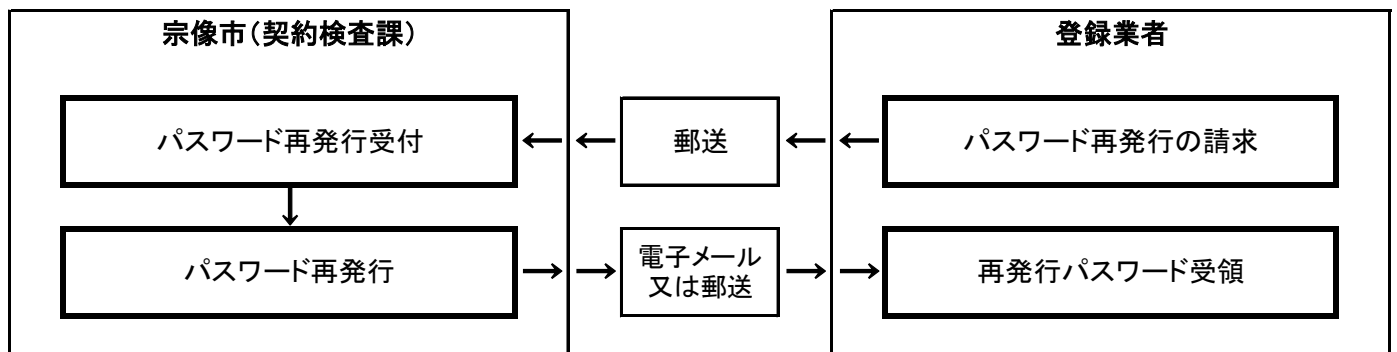 宗像市(契約検査課)
登録業者
パスワード再発行受付
郵送
パスワード再発行の請求
パスワード再発行
電子メール
又は郵送
再発行パスワード受領